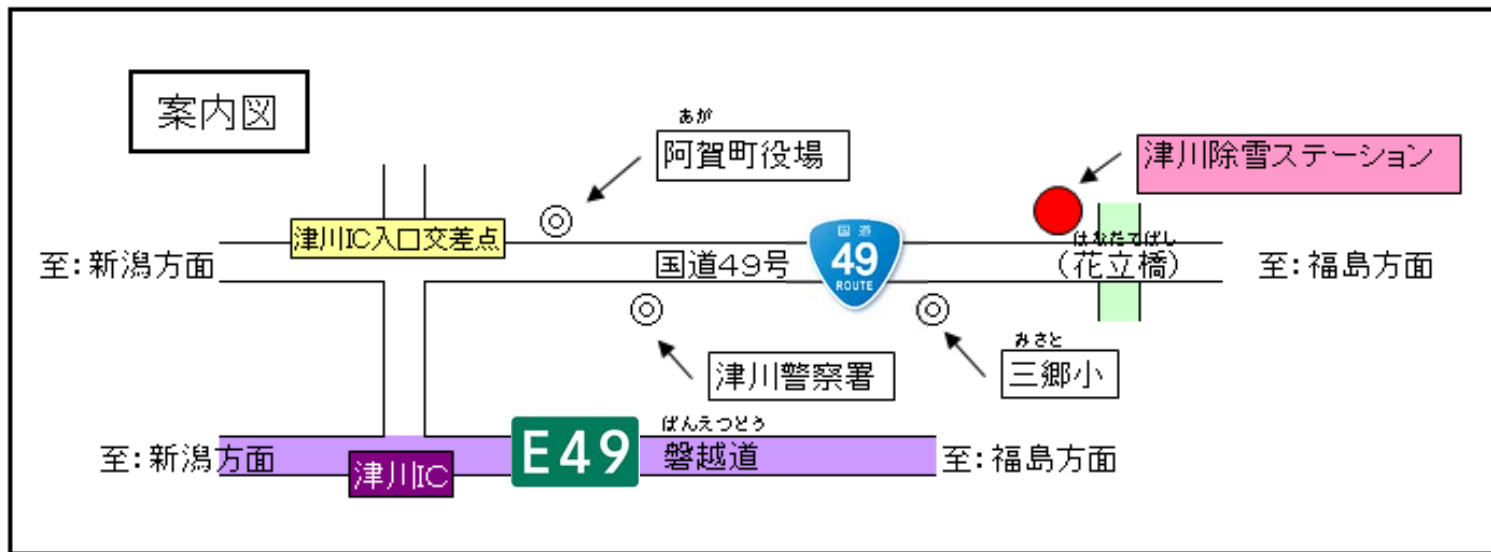 案内図
あが
阿賀町役場
津川除雪ステーション
津川IC入口交差点
至:新潟方面
国道49号
国道
49
ROUTE
はなたてばし
(花立橋)
至:福島方面
津川警察署
みさと
三郷小
至:新潟方面
津川IC
E49
ばんえつどう
磐越道
至:福島方面